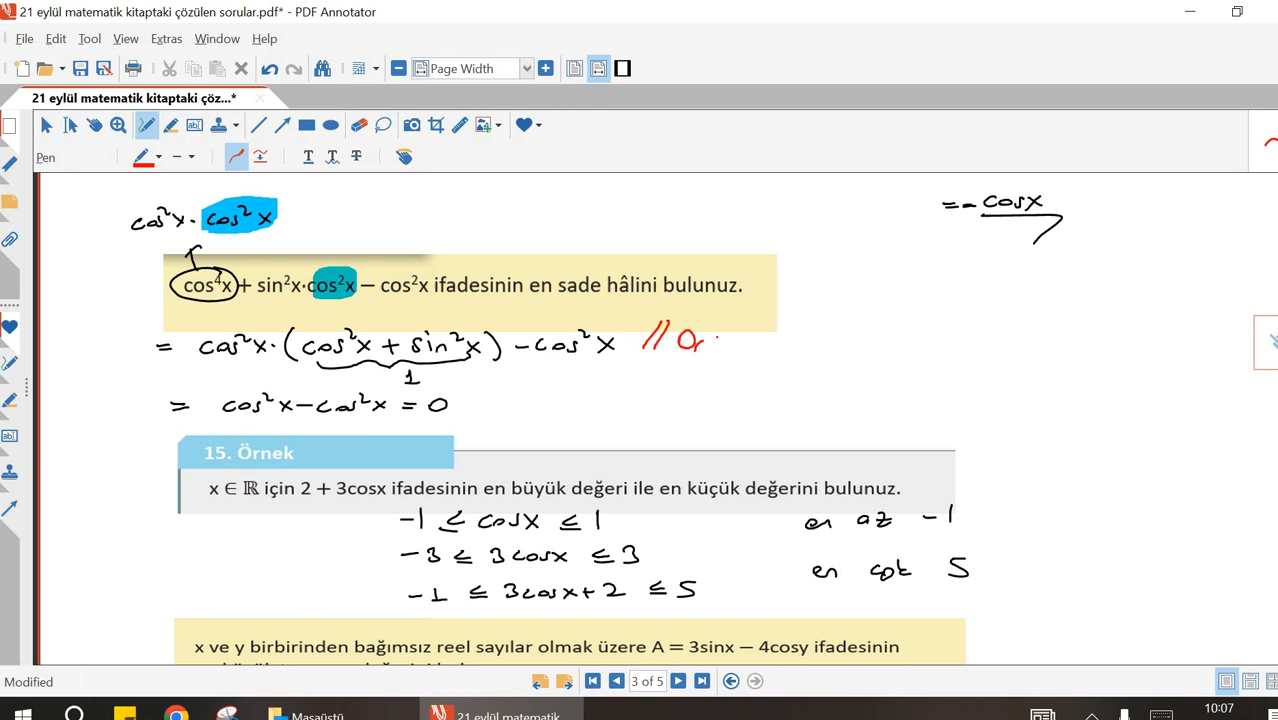 21 eylül matematik kitaptaki çözülen sorular.pdf* - PDF Annotator
File Edit Tool View Extras Window Help
Page Width
21 eylül matematik kitaptaki çöz...*
Pen
cos²x · cos²x
= - cosx
cos⁴x + sin²x·cos²x − cos²x ifadesinin en sade hâlini bulunuz.
= cos²x · (cos²x + sin²x) − cos²x // Or
1
= cos²x − cos²x = 0
15. Örnek
x ∈ ℝ için 2 + 3cosx ifadesinin en büyük değeri ile en küçük değerini bulunuz.
-1 ≤ cosx ≤ 1 en az -1
-3 ≤ 3cosx ≤ 3
en çok 5
-1 ≤ 3cosx+2 ≤ 5
x ve y birbirinden bağımsız reel sayılar olmak üzere A = 3sinx − 4cosy ifadesinin
Modified
3 of 5
Masaüstü
21 eylül matematik
10:07